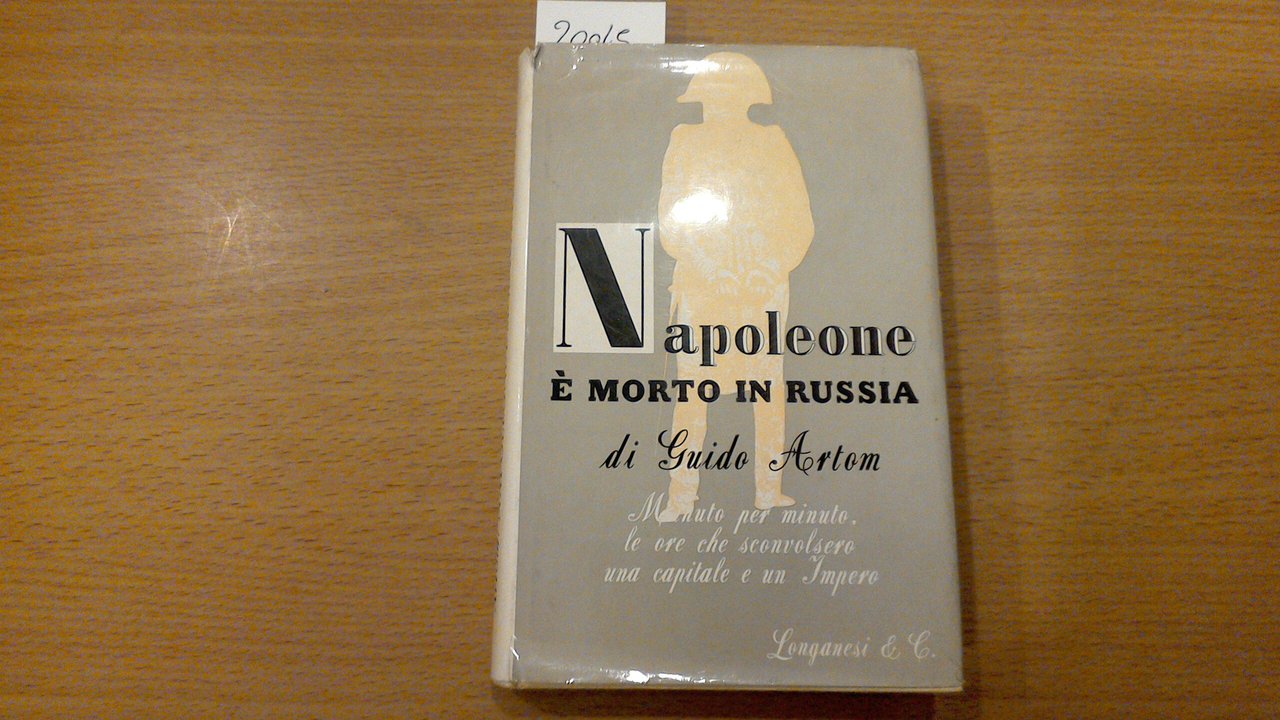 Napoleone
È MORTO IN RUSSIA
di Guido Artom
Minuto per minuto,
le ore che sconvolsero
una capitale e un Impero
Longanesi & C.